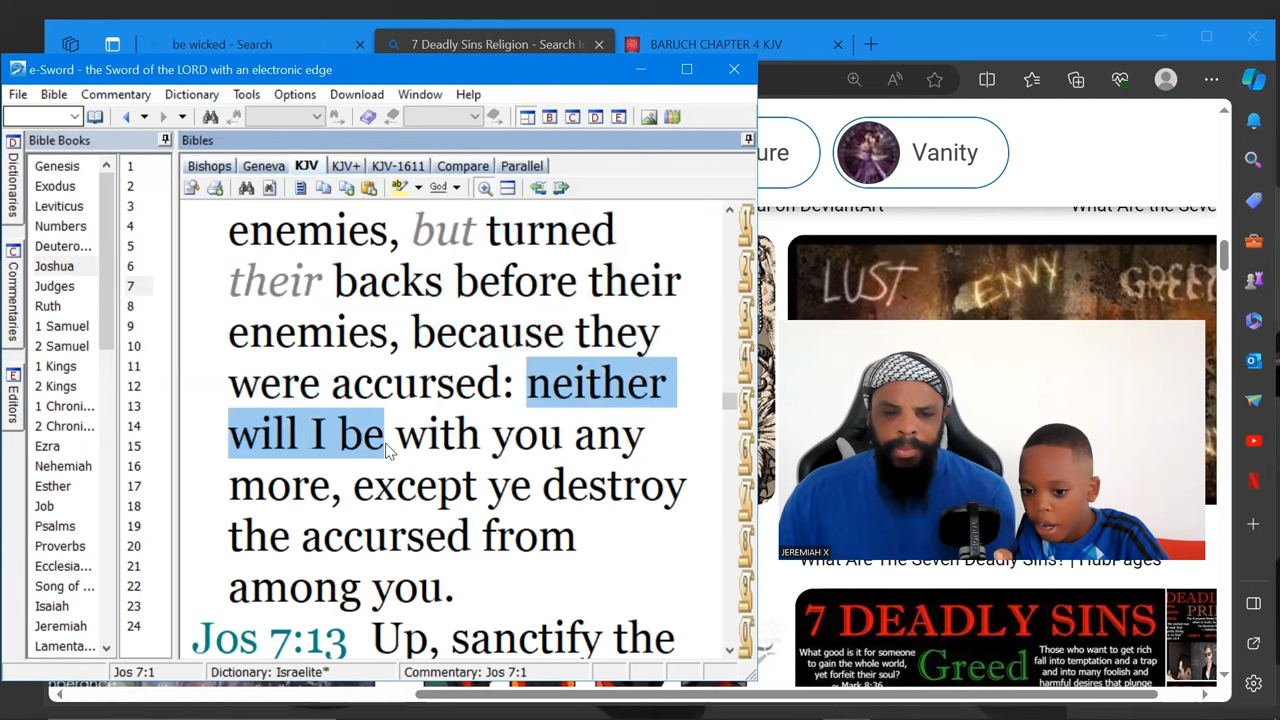 be wicked - Search
7 Deadly Sins Religion - Search I
BARUCH CHAPTER 4 KJV
e-Sword - the Sword of the LORD with an electronic edge
File Bible Commentary Dictionary Tools Options Download Window Help
B C D E
Bible Books
Bibles
Bishops Geneva KJV KJV+ KJV-1611 Compare Parallel
God
Dictionaries
Commentaries
Editors
Genesis 1
Exodus 2
Leviticus 3
Numbers 4
Deutero... 5
Joshua 6
Judges 7
Ruth 8
1 Samuel 9
2 Samuel 10
1 Kings 11
2 Kings 12
1 Chroni... 13
2 Chroni... 14
Ezra 15
Nehemiah 16
Esther 17
Job 18
Psalms 19
Proverbs 20
Ecclesia... 21
Song of ... 22
Isaiah 23
Jeremiah 24
Lamenta...
enemies, but turned
their backs before their
enemies, because they
were accursed: neither
will I be with you any
more, except ye destroy
the accursed from
among you.
Jos 7:13 Up, sanctify the
Jos 7:1
Dictionary: Israelite*
Commentary: Jos 7:1
ure
Vanity
al on DeviantArt
What Are the Seve
LUST ENVY GREE
JEREMIAH X
What Are The Seven Deadly Sins? | HubPages
7 DEADLY SINS
What good is it for someone
to gain the whole world,
yet forfeit their soul?
~ Mark 8:36
Greed
Those who want to get rich
fall into temptation and a trap
and into many foolish and
harmful desires that plunge
DEADLY
PRI